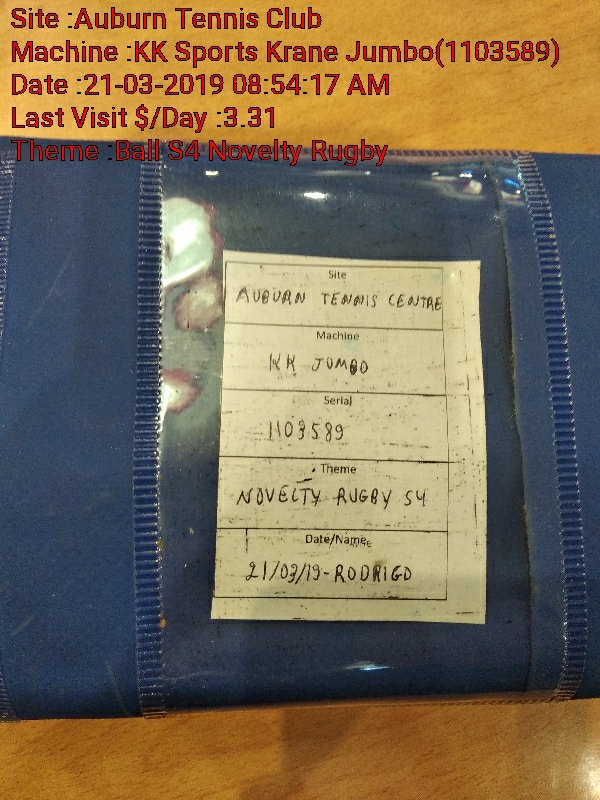 Site :Auburn Tennis Club
Machine :KK Sports Krane Jumbo(1103589)
Date :21-03-2019 08:54:17 AM
Last Visit $/Day :3.31
Theme :Ball S4 Novelty Rugby
Site
AUBURN TENNIS CENTRE
Machine
KK JUMBO
Serial
1103589
Theme
NOVELTY RUGBY S4
Date/Name
21/03/19-RODRIGO